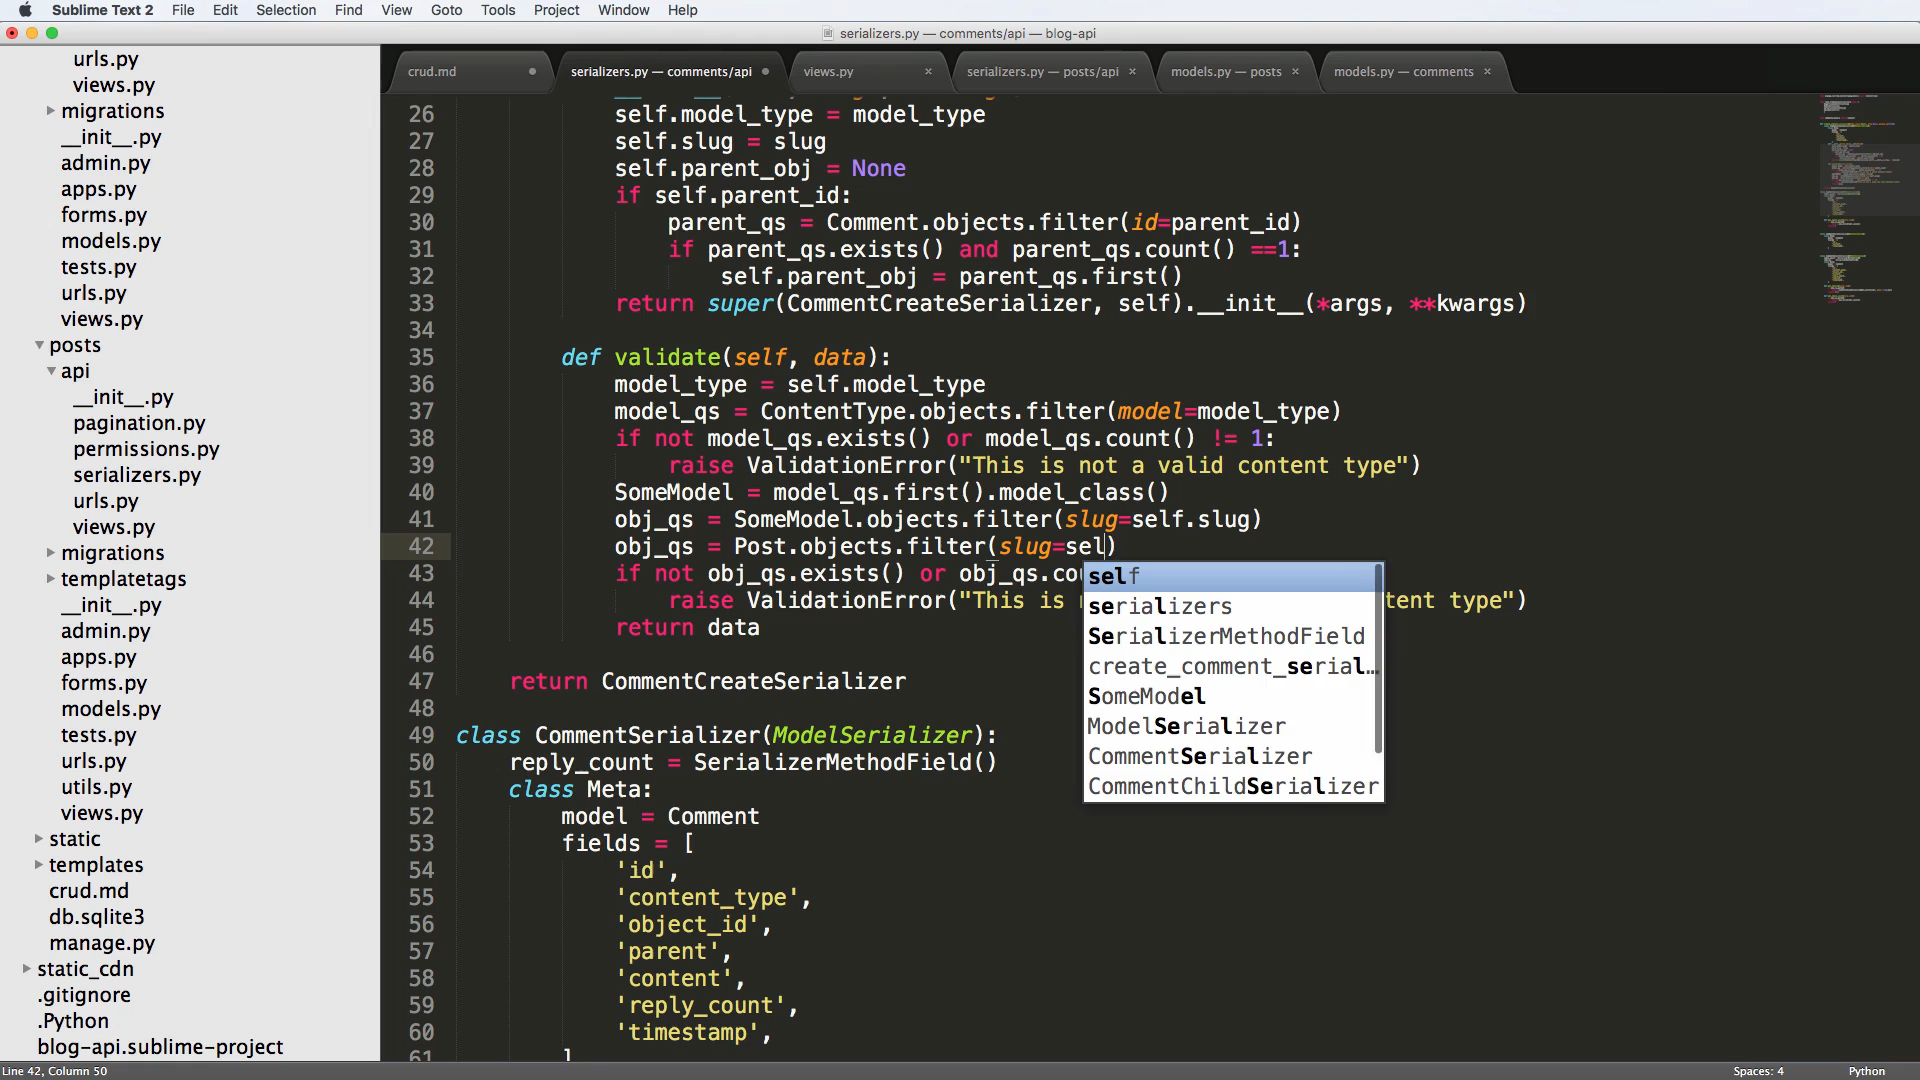 Sublime Text 2 File Edit Selection Find View Goto Tools Project Window Help
serializers.py — comments/api — blog-api
crud.md
serializers.py — comments/api
views.py
serializers.py — posts/api
models.py — posts
models.py — comments
urls.py
views.py
migrations
__init__.py
admin.py
apps.py
forms.py
models.py
tests.py
urls.py
views.py
posts
api
__init__.py
pagination.py
permissions.py
serializers.py
urls.py
views.py
migrations
templatetags
__init__.py
admin.py
apps.py
forms.py
models.py
tests.py
urls.py
utils.py
views.py
static
templates
crud.md
db.sqlite3
manage.py
static_cdn
.gitignore
.Python
blog-api.sublime-project
26 self.model_type = model_type
27 self.slug = slug
28 self.parent_obj = None
29 if self.parent_id:
30 parent_qs = Comment.objects.filter(id=parent_id)
31 if parent_qs.exists() and parent_qs.count() ==1:
32 self.parent_obj = parent_qs.first()
33 return super(CommentCreateSerializer, self).__init__(*args, **kwargs)
34
35 def validate(self, data):
36 model_type = self.model_type
37 model_qs = ContentType.objects.filter(model=model_type)
38 if not model_qs.exists() or model_qs.count() != 1:
39 raise ValidationError("This is not a valid content type")
40 SomeModel = model_qs.first().model_class()
41 obj_qs = SomeModel.objects.filter(slug=self.slug)
42 obj_qs = Post.objects.filter(slug=sel)
43 if not obj_qs.exists() or obj_qs.cou
44 raise ValidationError("This is tent type")
45 return data
46
47 return CommentCreateSerializer
48
49 class CommentSerializer(ModelSerializer):
50 reply_count = SerializerMethodField()
51 class Meta:
52 model = Comment
53 fields = [
54 'id',
55 'content_type',
56 'object_id',
57 'parent',
58 'content',
59 'reply_count',
60 'timestamp',
61 ]
self
serializers
SerializerMethodField
create_comment_serial…
SomeModel
ModelSerializer
CommentSerializer
CommentChildSerializer
Line 42, Column 50
Spaces: 4
Python